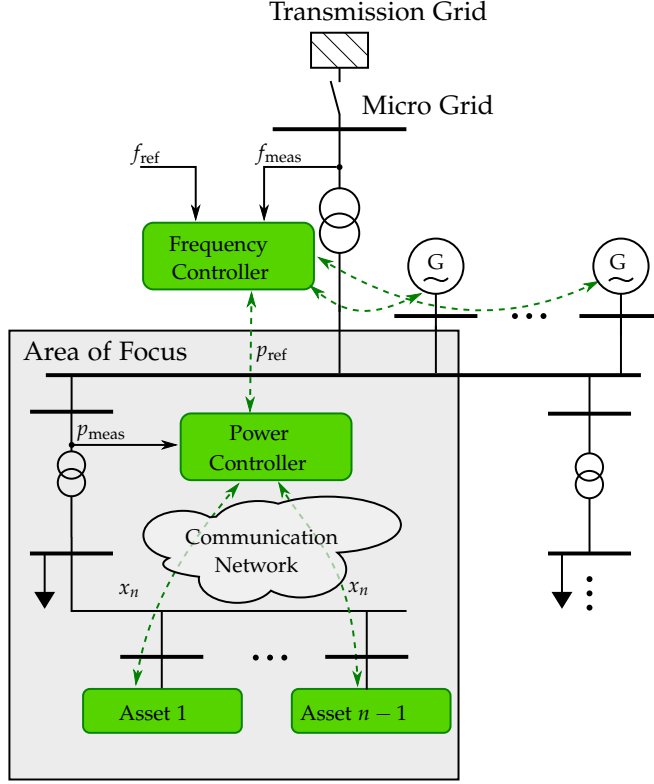 Transmission Grid
Micro Grid
f_ref
f_meas
Frequency
Controller
G
G
Area of Focus
p_ref
p_meas
Power
Controller
Communication
Network
x_n
x_n
Asset 1
Asset n − 1